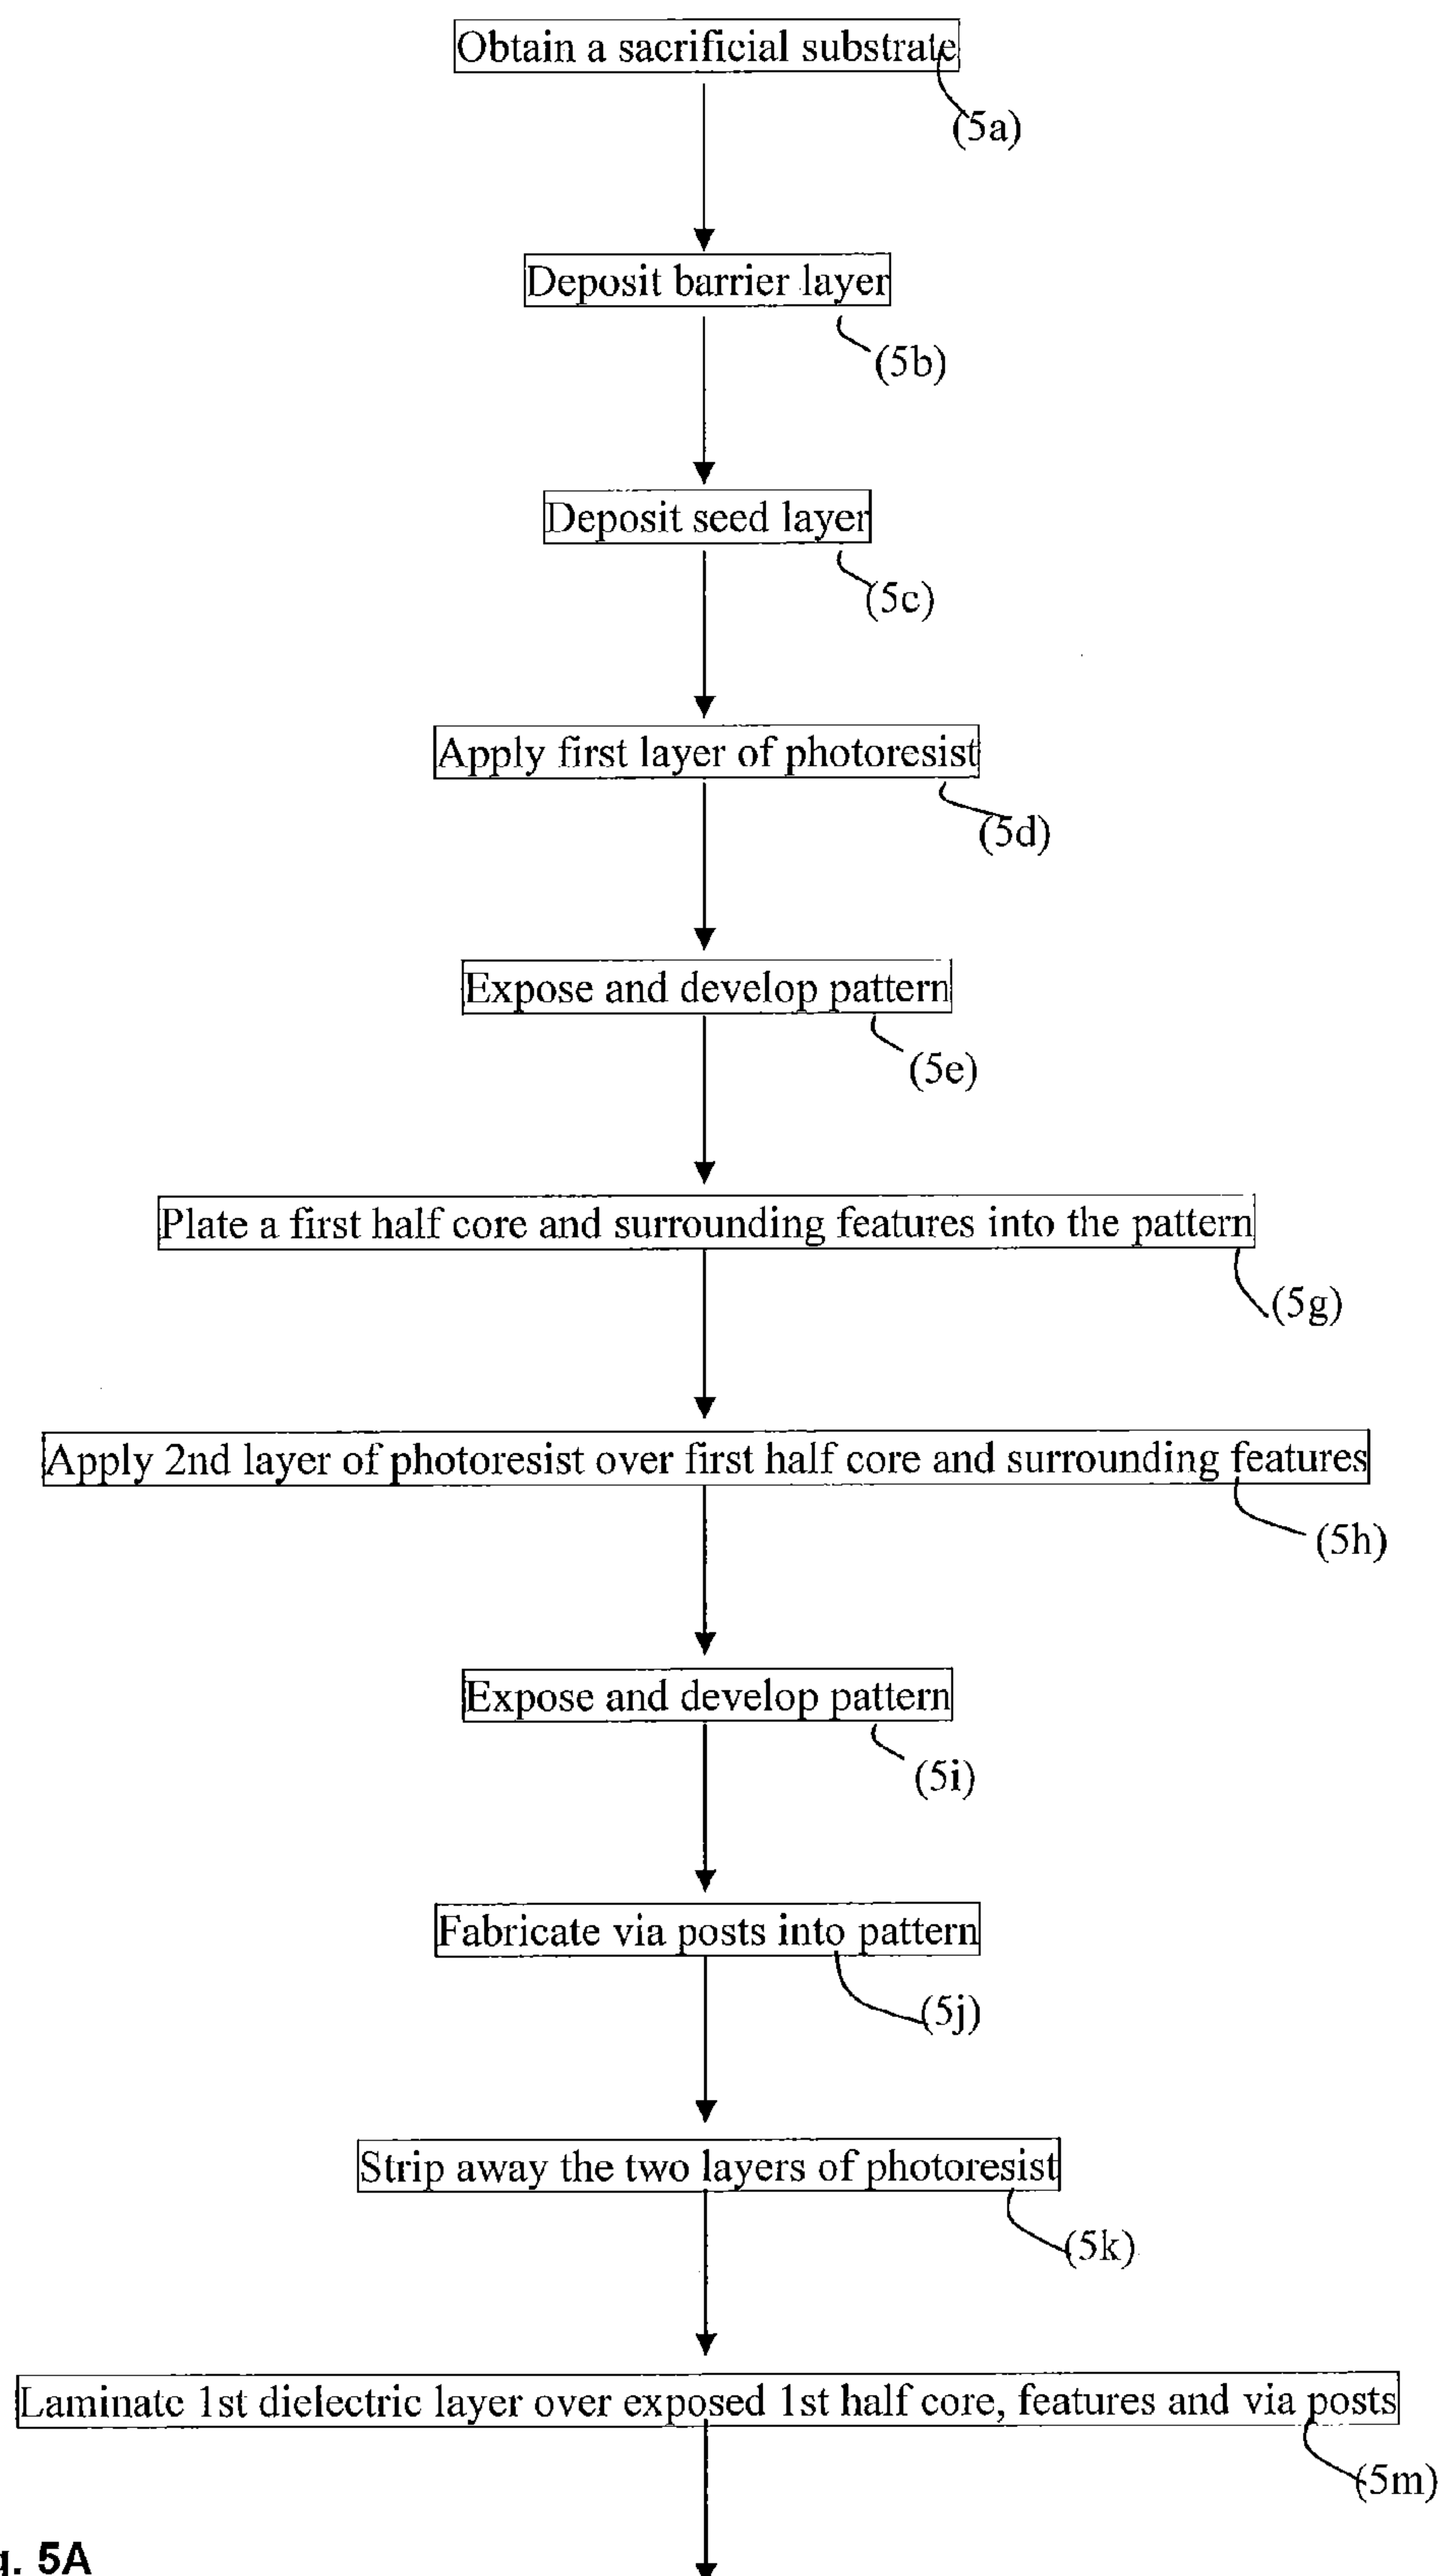 Obtain a sacrificial substrate
(5a)
Deposit barrier layer
(5b)
Deposit seed layer
(5c)
Apply first layer of photoresist
(5d)
Expose and develop pattern
(5e)
Plate a first half core and surrounding features into the pattern
(5g)
Apply 2nd layer of photoresist over first half core and surrounding features
(5h)
Expose and develop pattern
(5i)
Fabricate via posts into pattern
(5j)
Strip away the two layers of photoresist
(5k)
Laminate 1st dielectric layer over exposed 1st half core, features and via posts
(5m)
g. 5A